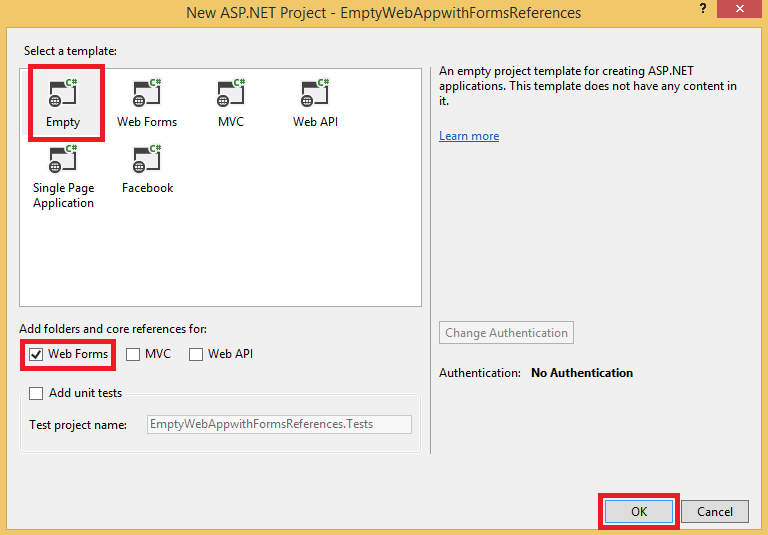 New ASP.NET Project - EmptyWebAppwithFormsReferences
?
Select a template:
C# C# C# C#
Empty Web Forms MVC Web API
C# C#
Single Page Facebook
Application
An empty project template for creating ASP.NET
applications. This template does not have any content in
it.
Learn more
Add folders and core references for:
Web Forms MVC Web API
Add unit tests
Test project name: EmptyWebAppwithFormsReferences.Tests
Change Authentication
Authentication: No Authentication
OK Cancel